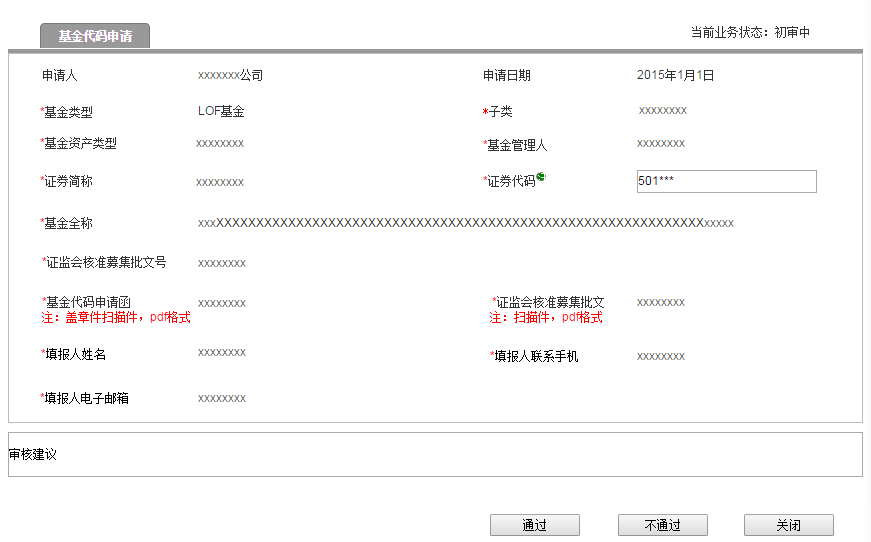 基金代码申请
当前业务状态：初审中
申请人 xxxxxxx公司 申请日期 2015年1月1日
*基金类型 LOF基金 *子类 xxxxxxxx
*基金资产类型 xxxxxxxx *基金管理人 xxxxxxxx
*证券简称 xxxxxxxx *证券代码 501***
*基金全称 xxxXXXXXXXXXXXXXXXXXXXXXXXXXXXXXXXXXXXXXXXXXXXXXXXXXXXXXXXXXXXXXxxxxx
*证监会核准募集批文号 xxxxxxxx
*基金代码申请函 xxxxxxxx *证监会核准募集批文 xxxxxxxx
注：盖章件扫描件，pdf格式 注：扫描件，pdf格式
*填报人姓名 xxxxxxxx *填报人联系手机 xxxxxxxx
*填报人电子邮箱 xxxxxxxx
审核建议
通过 不通过 关闭